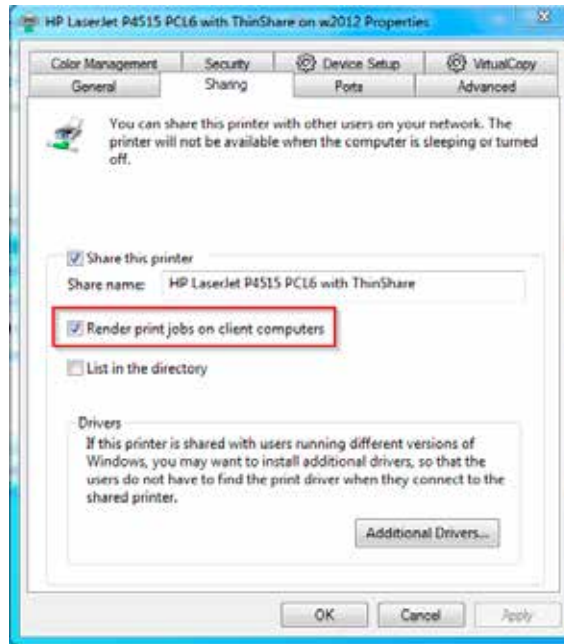 HP LaserJet P4515 PCL6 with ThinShare on w2012 Properties
Color Management
Security
Device Setup
VirtualCopy
General
Sharing
Ports
Advanced
You can share this printer with other users on your network. The
printer will not be available when the computer is sleeping or turned
off.
Share this printer
Share name:
HP LaserJet P4515 PCL6 with ThinShare
Render print jobs on client computers
List in the directory
Drivers
If this printer is shared with users running different versions of
Windows, you may want to install additional drivers, so that the
users do not have to find the print driver when they connect to the
shared printer.
Additional Drivers...
OK
Cancel
Apply